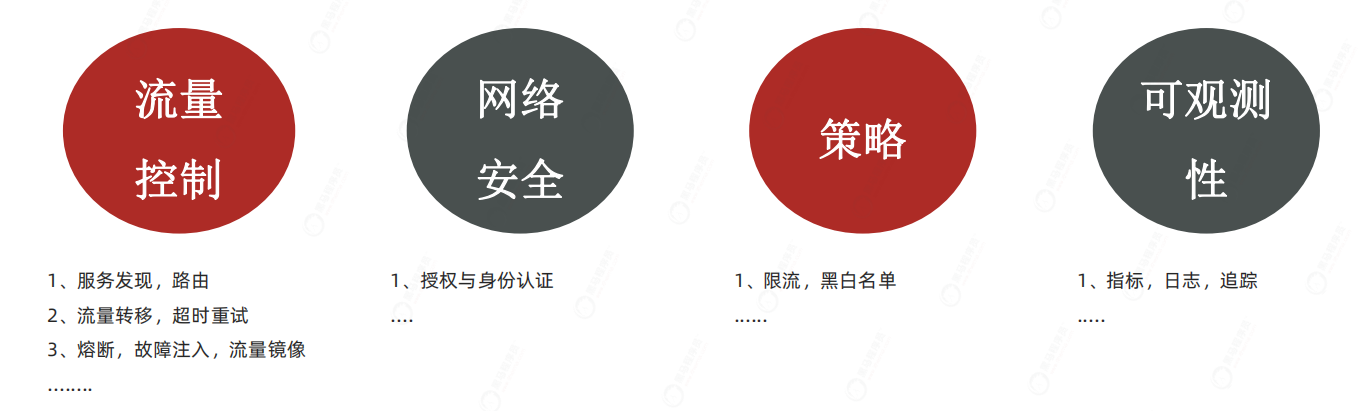 流量
控制
网络
安全
策略
可观测
性
1、服务发现，路由
2、流量转移，超时重试
3、熔断，故障注入，流量镜像
........
1、授权与身份认证
....
1、限流，黑白名单
......
1、指标，日志，追踪
.....